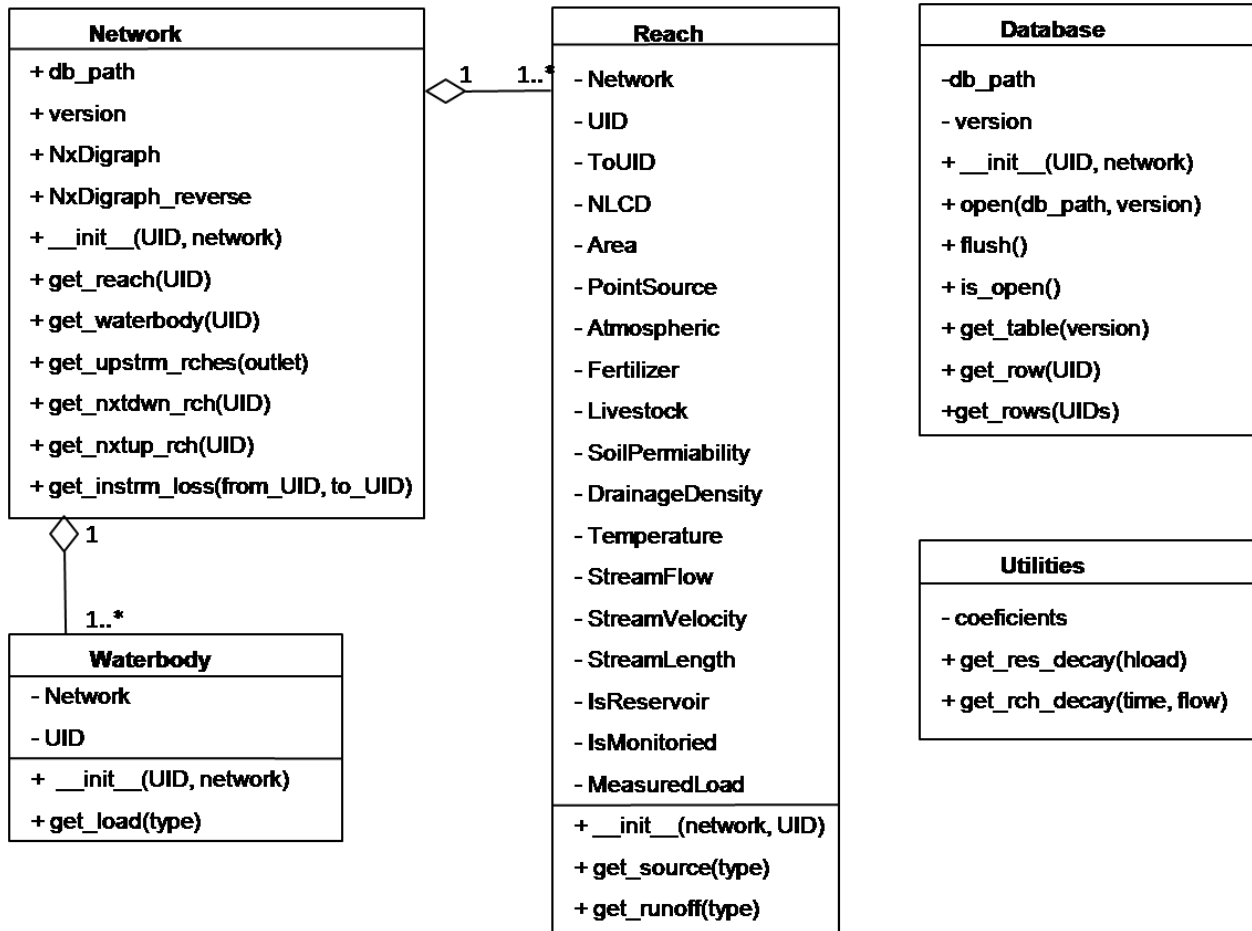 Network
+ db_path
+ version
+ NxDigraph
+ NxDigraph_reverse
+ __init__(UID, network)
+ get_reach(UID)
+ get_waterbody(UID)
+ get_upstrm_rches(outlet)
+ get_nxtdwn_rch(UID)
+ get_nxtup_rch(UID)
+ get_instrm_loss(from_UID, to_UID)
1
1..*
1
1..*
Waterbody
- Network
- UID
+ __init__(UID, network)
+ get_load(type)
Reach
- Network
- UID
- ToUID
- NLCD
- Area
- PointSource
- Atmospheric
- Fertilizer
- Livestock
- SoilPermiability
- DrainageDensity
- Temperature
- StreamFlow
- StreamVelocity
- StreamLength
- IsReservoir
- IsMonitoried
- MeasuredLoad
+ __init__(network, UID)
+ get_source(type)
+ get_runoff(type)
Database
-db_path
- version
+ __init__(UID, network)
+ open(db_path, version)
+ flush()
+ is_open()
+ get_table(version)
+ get_row(UID)
+get_rows(UIDs)
Utilities
- coeficients
+ get_res_decay(hload)
+ get_rch_decay(time, flow)